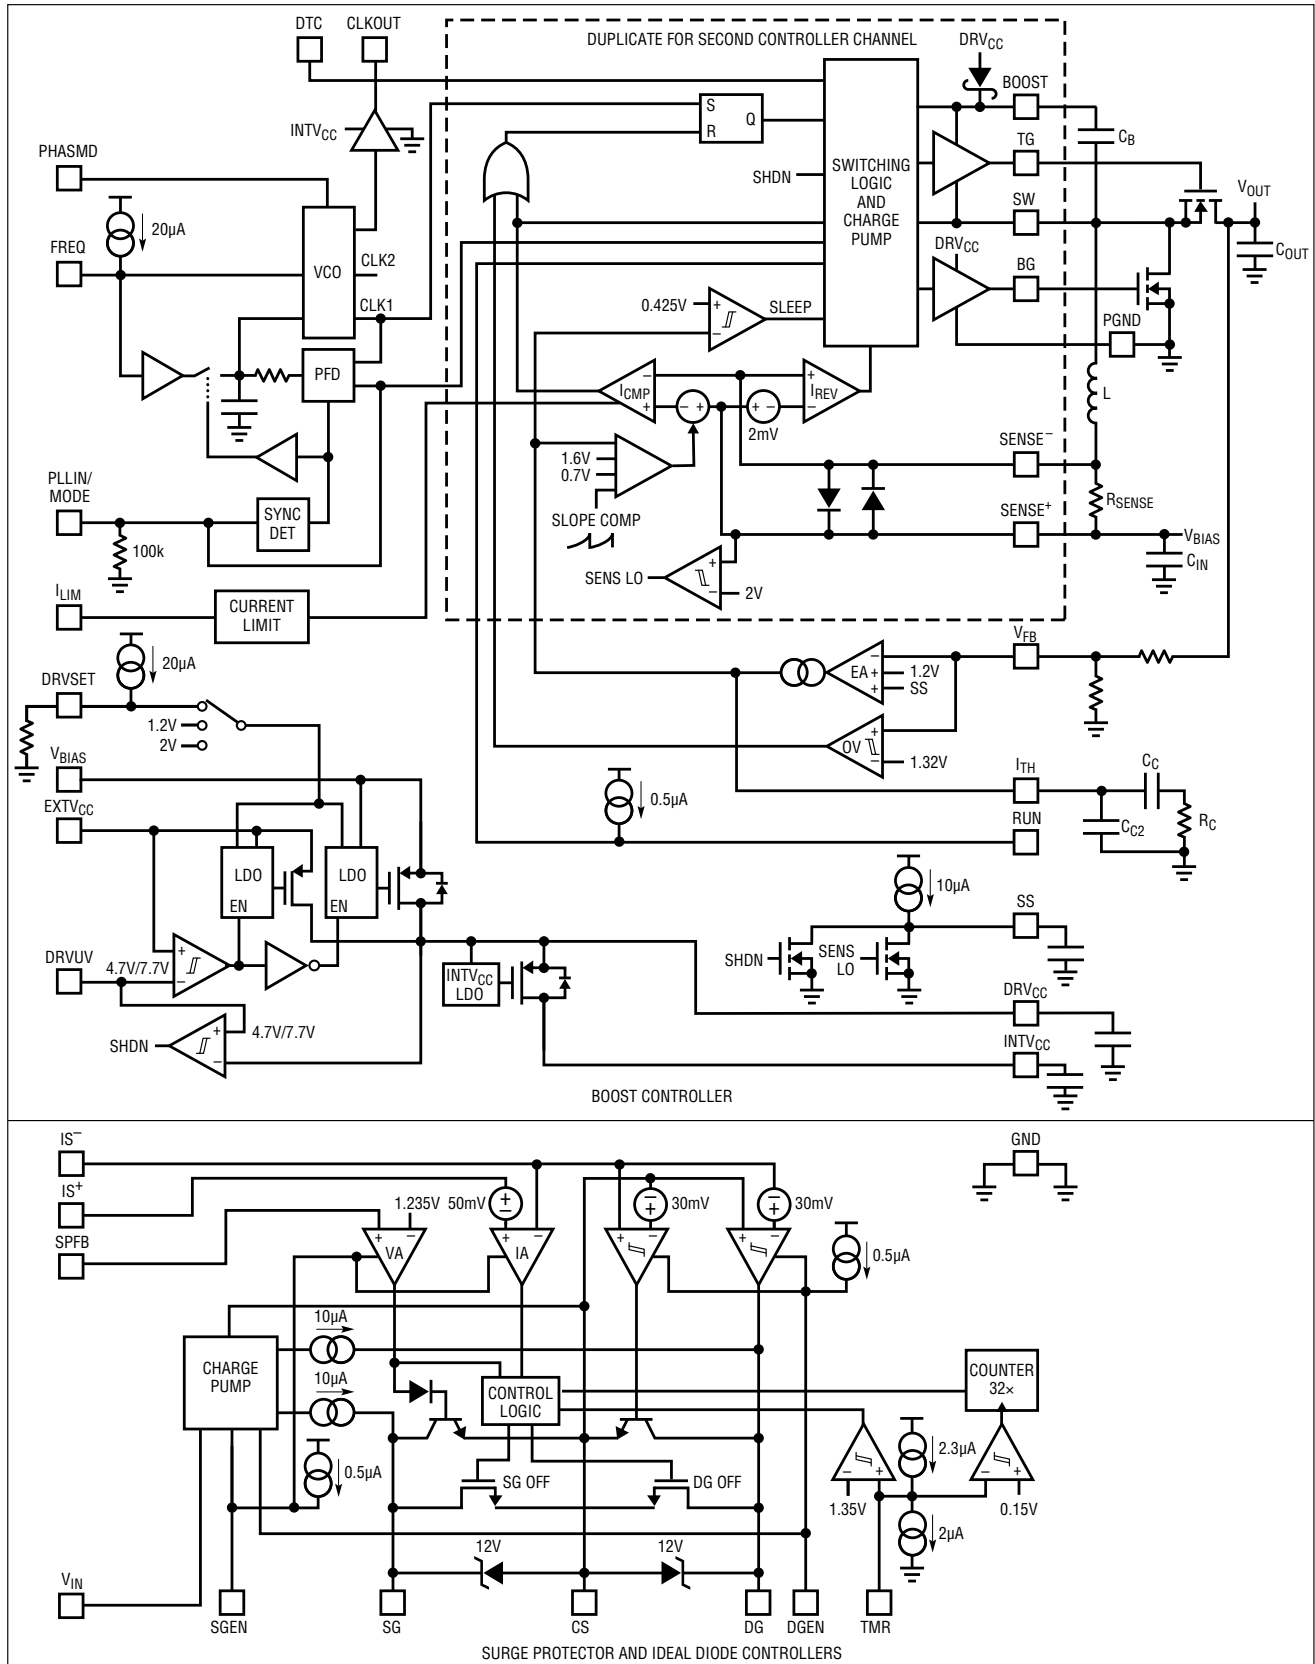 DTC
CLKOUT
DUPLICATE FOR SECOND CONTROLLER CHANNEL
DRVCC
BOOST
S
R
Q
INTVCC
CB
TG
PHASMD
SHDN
SWITCHING
LOGIC
AND
CHARGE
PUMP
VOUT
SW
20µA
FREQ
VCO
CLK2
CLK1
DRVCC
BG
COUT
0.425V
+
−
SLEEP
PGND
PFD
ICMP
−
+
− +
+ −
2mV
+
−
IREV
L
SENSE−
1.6V
0.7V
SLOPE COMP
RSENSE
PLLIN/
MODE
SYNC
DET
100k
SENSE+
VBIAS
CIN
SENS LO
+
−
2V
ILIM
CURRENT
LIMIT
VFB
20µA
DRVSET
1.2V
2V
EA
−
+
+
1.2V
SS
OV
+
−
1.32V
VBIAS
EXTVCC
0.5µA
ITH
CC
CC2
RC
RUN
LDO
EN
LDO
EN
10µA
SS
SHDN
SENS
LO
DRVUV
4.7V/7.7V
+
−
INTVCC
LDO
DRVCC
SHDN
+
−
4.7V/7.7V
INTVCC
BOOST CONTROLLER
IS−
GND
IS+
1.235V
50mV
+
−
−
+
30mV
−
+
30mV
SPFB
+ −
VA
+ −
IA
+ −
+ −
0.5µA
10µA
CHARGE
PUMP
10µA
CONTROL
LOGIC
COUNTER
32×
0.5µA
SG OFF
DG OFF
2.3µA
− +
− +
1.35V
0.15V
2µA
12V
12V
VIN
SGEN
SG
CS
DG
DGEN
TMR
SURGE PROTECTOR AND IDEAL DIODE CONTROLLERS